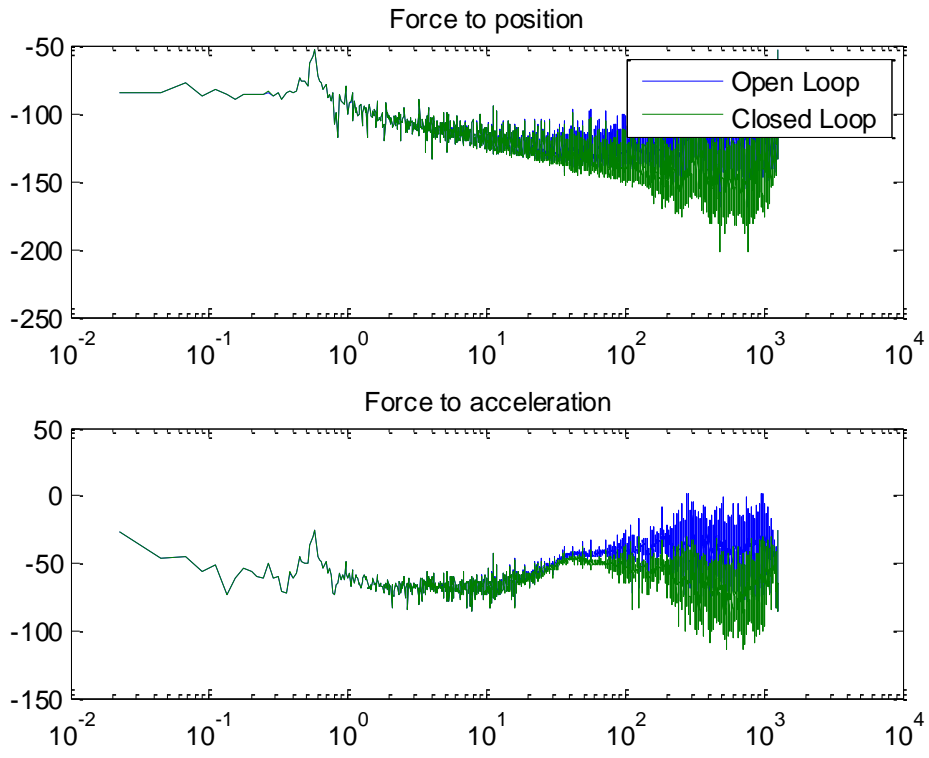 Force to position
-50
-100
-150
-200
-250
Open Loop
Closed Loop
10^-2 10^-1 10^0 10^1 10^2 10^3 10^4
Force to acceleration
50
0
-50
-100
-150
10^-2 10^-1 10^0 10^1 10^2 10^3 10^4